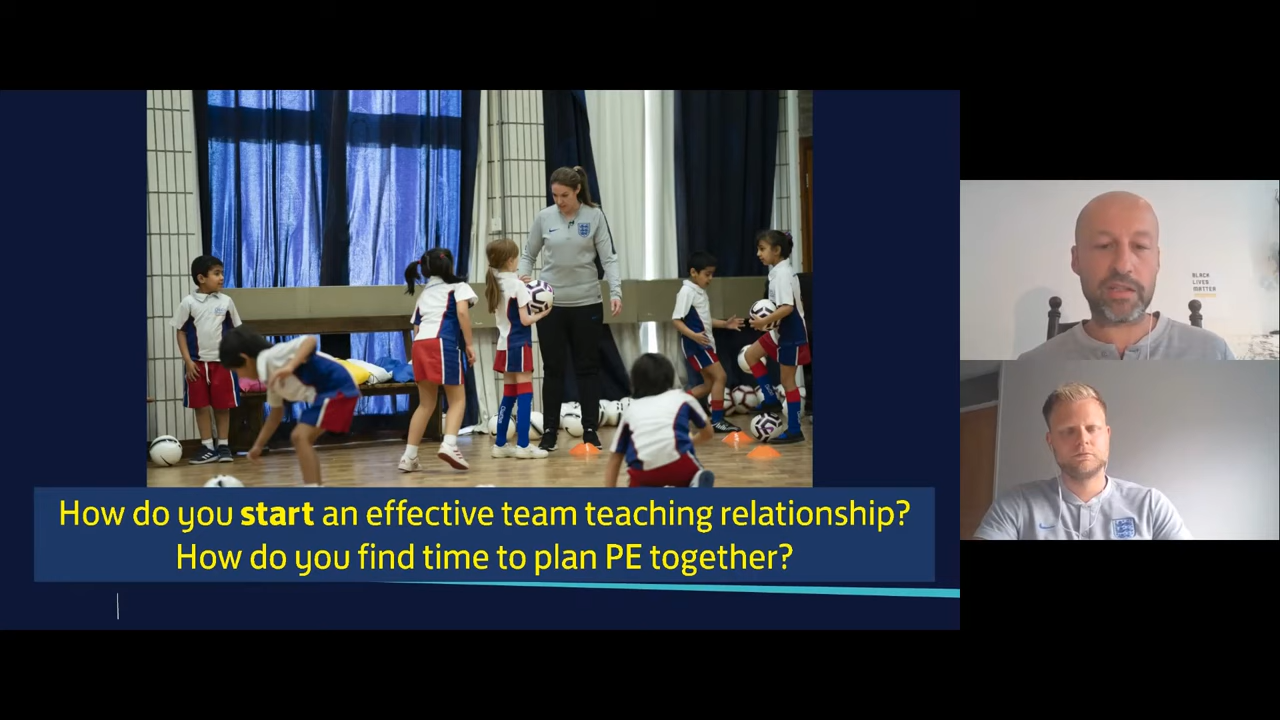 How do you start an effective team teaching relationship?
How do you find time to plan PE together?
BLACK
LIVES
MATTER